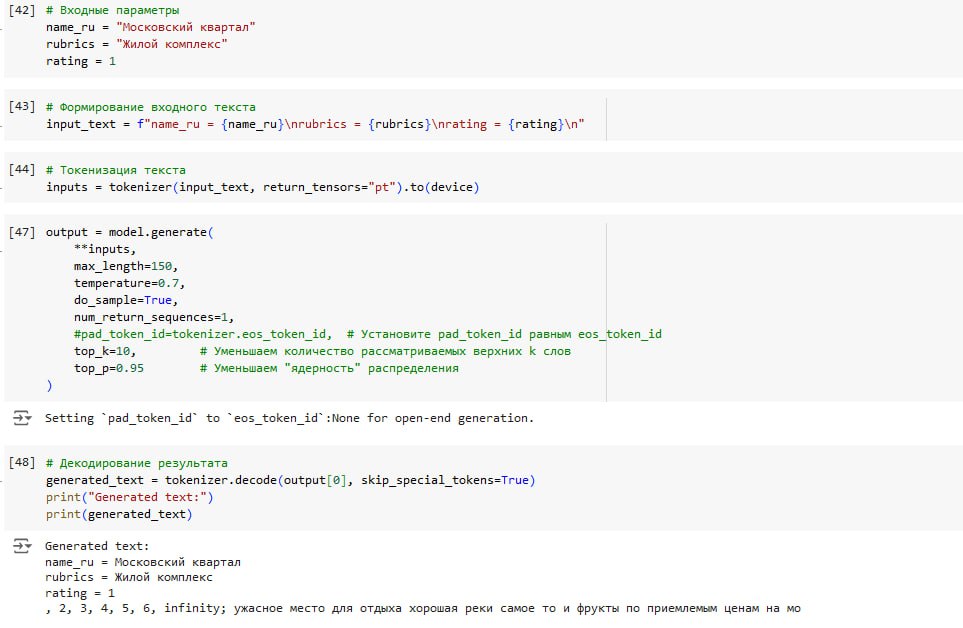 [42] # Входные параметры
name_ru = "Московский квартал"
rubrics = "Жилой комплекс"
rating = 1
[43] # Формирование входного текста
input_text = f"name_ru = {name_ru}\nrubrics = {rubrics}\nrating = {rating}\n"
[44] # Токенизация текста
inputs = tokenizer(input_text, return_tensors="pt").to(device)
[47] output = model.generate(
**inputs,
max_length=150,
temperature=0.7,
do_sample=True,
num_return_sequences=1,
#pad_token_id=tokenizer.eos_token_id,  # Установите pad_token_id равным eos_token_id
top_k=10,        # Уменьшаем количество рассматриваемых верхних k слов
top_p=0.95       # Уменьшаем "ядерность" распределения
)
Setting `pad_token_id` to `eos_token_id`:None for open-end generation.
[48] # Декодирование результата
generated_text = tokenizer.decode(output[0], skip_special_tokens=True)
print("Generated text:")
print(generated_text)
Generated text:
name_ru = Московский квартал
rubrics = Жилой комплекс
rating = 1
, 2, 3, 4, 5, 6, infinity; ужасное место для отдыха хорошая реки самое то и фрукты по приемлемым ценам на мо